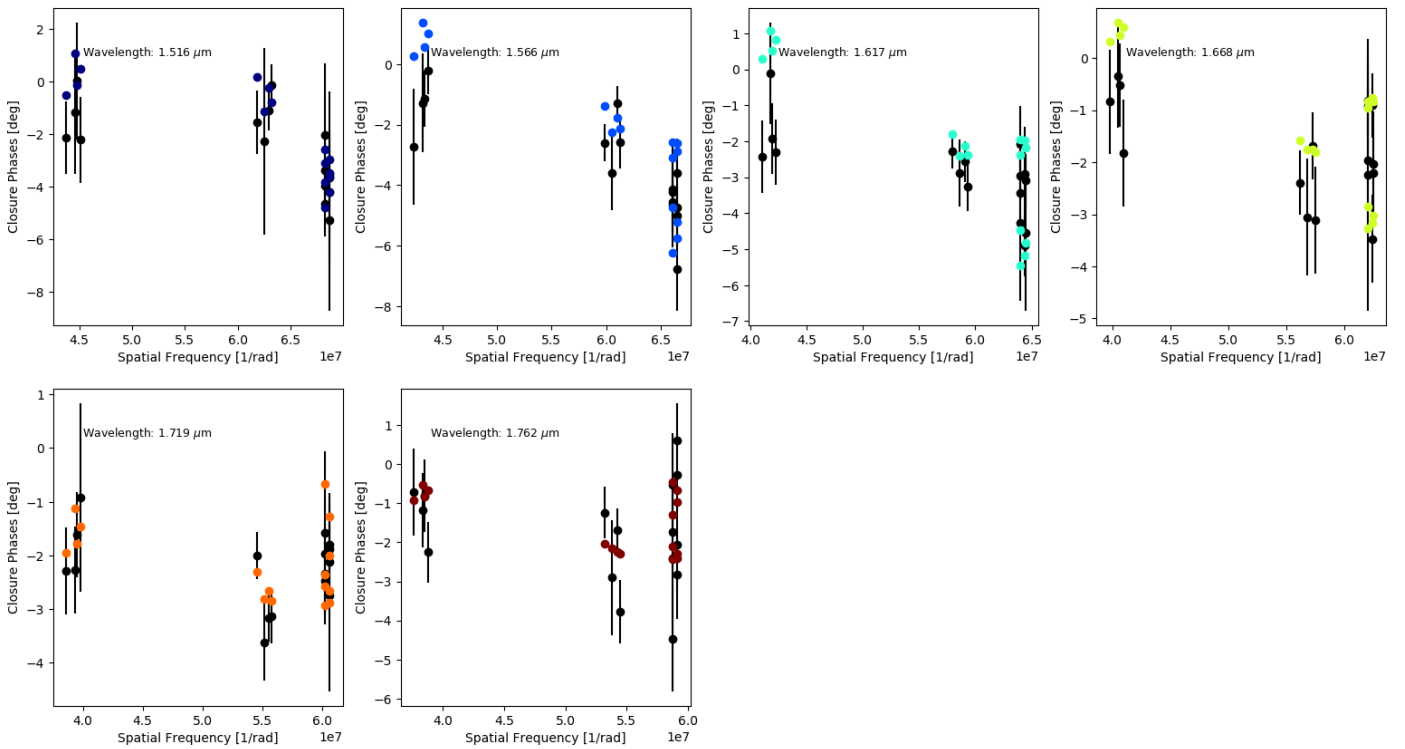 Wavelength: 1.516 μm
Closure Phases [deg]
2
0
−2
−4
−6
−8
4.5 5.0 5.5 6.0 6.5
Spatial Frequency [1/rad]
1e7
Wavelength: 1.566 μm
Closure Phases [deg]
0
−2
−4
−6
−8
4.5 5.0 5.5 6.0 6.5
Spatial Frequency [1/rad]
1e7
Wavelength: 1.617 μm
Closure Phases [deg]
1
0
−1
−2
−3
−4
−5
−6
−7
4.0 4.5 5.0 5.5 6.0 6.5
Spatial Frequency [1/rad]
1e7
Wavelength: 1.668 μm
Closure Phases [deg]
0
−1
−2
−3
−4
−5
4.0 4.5 5.0 5.5 6.0
Spatial Frequency [1/rad]
1e7
Wavelength: 1.719 μm
Closure Phases [deg]
1
0
−1
−2
−3
−4
4.0 4.5 5.0 5.5 6.0
Spatial Frequency [1/rad]
1e7
Wavelength: 1.762 μm
Closure Phases [deg]
1
0
−1
−2
−3
−4
−5
−6
4.0 4.5 5.0 5.5 6.0
Spatial Frequency [1/rad]
1e7